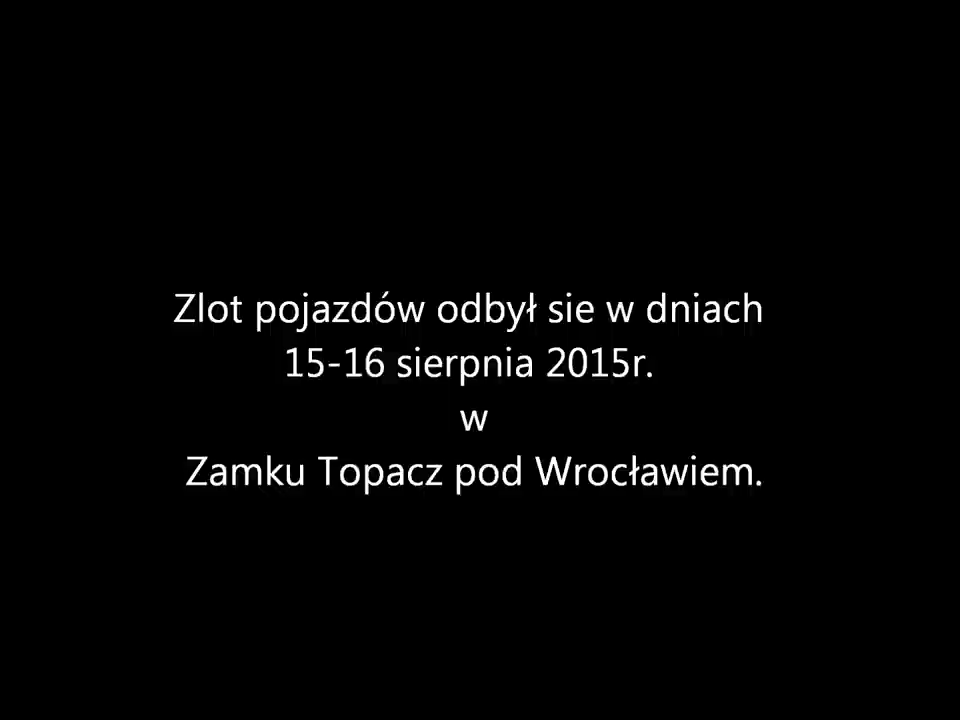 Zlot pojazdów odbył sie w dniach
15-16 sierpnia 2015r.
w
Zamku Topacz pod Wrocławiem.